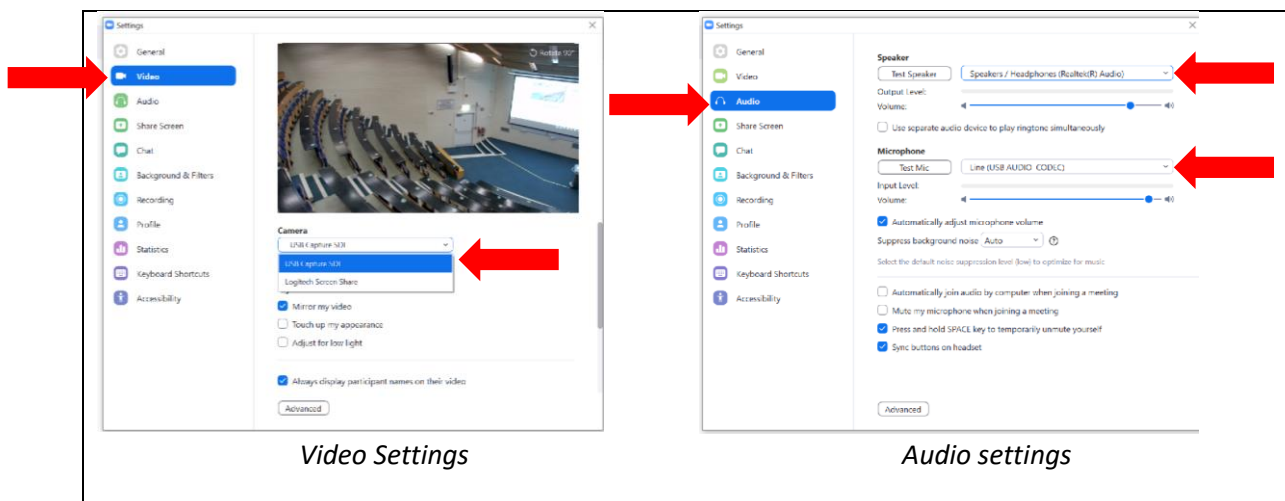 Settings
General
Video
Audio
Share Screen
Chat
Background & Filters
Recording
Profile
Statistics
Keyboard Shortcuts
Accessibility
Rotate 90°
Camera
USB Capture SDI
USB Capture SDI
Logitech Screen Share
Mirror my video
Touch up my appearance
Adjust for low light
Always display participant names on their video
Advanced
Video Settings
Settings
General
Video
Audio
Share Screen
Chat
Background & Filters
Recording
Profile
Statistics
Keyboard Shortcuts
Accessibility
Speaker
Test Speaker Speakers / Headphones (Realtek(R) Audio)
Output Level:
Volume:
Use separate audio device to play ringtone simultaneously
Microphone
Test Mic Line (USB AUDIO CODEC)
Input Level:
Volume:
Automatically adjust microphone volume
Suppress background noise Auto
Select the default noise suppression level (low) to optimize for music
Automatically join audio by computer when joining a meeting
Mute my microphone when joining a meeting
Press and hold SPACE key to temporarily unmute yourself
Sync buttons on headset
Advanced
Audio settings